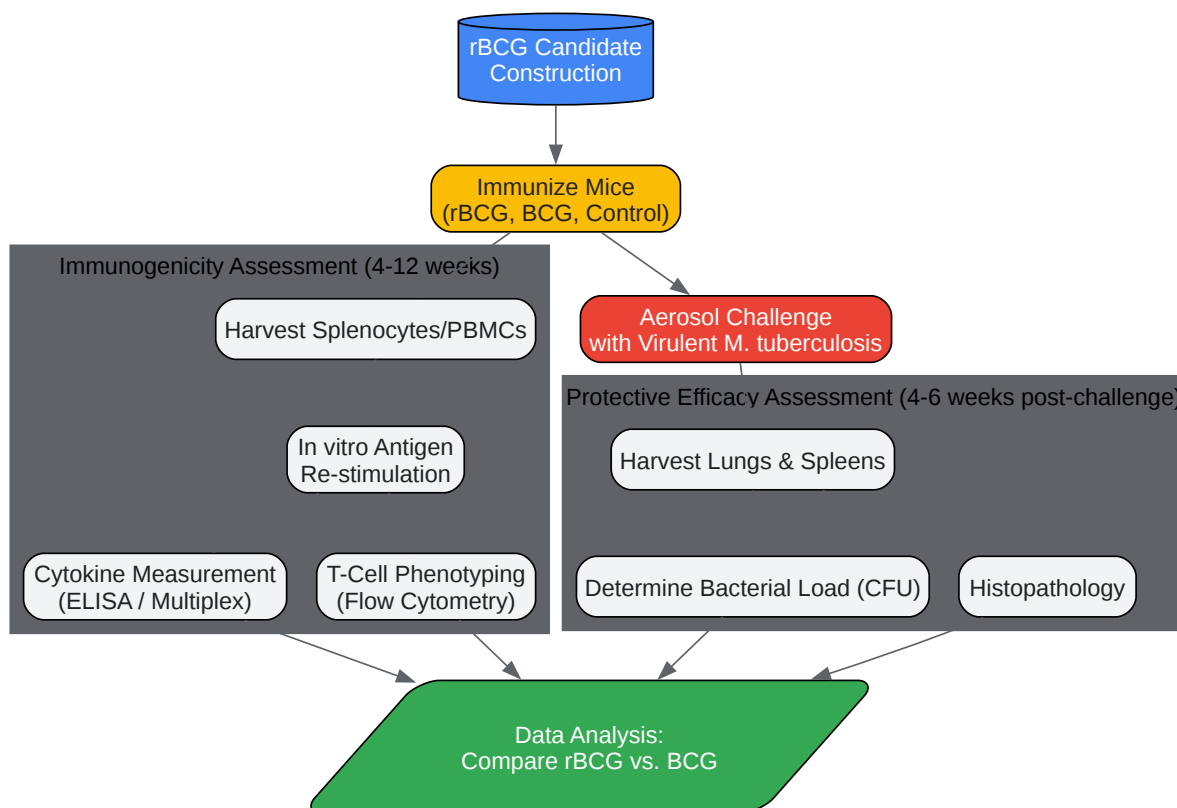 rBCG Candidate
Construction
Immunize Mice
(rBCG, BCG, Control)
Immunogenicity Assessment (4-12 weeks)
Harvest Splenocytes/PBMCs
In vitro Antigen
Re-stimulation
Cytokine Measurement
(ELISA / Multiplex)
T-Cell Phenotyping
(Flow Cytometry)
Aerosol Challenge
with Virulent M. tuberculosis
Protective Efficacy Assessment (4-6 weeks post-challenge)
Harvest Lungs & Spleens
Determine Bacterial Load (CFU)
Histopathology
Data Analysis:
Compare rBCG vs. BCG